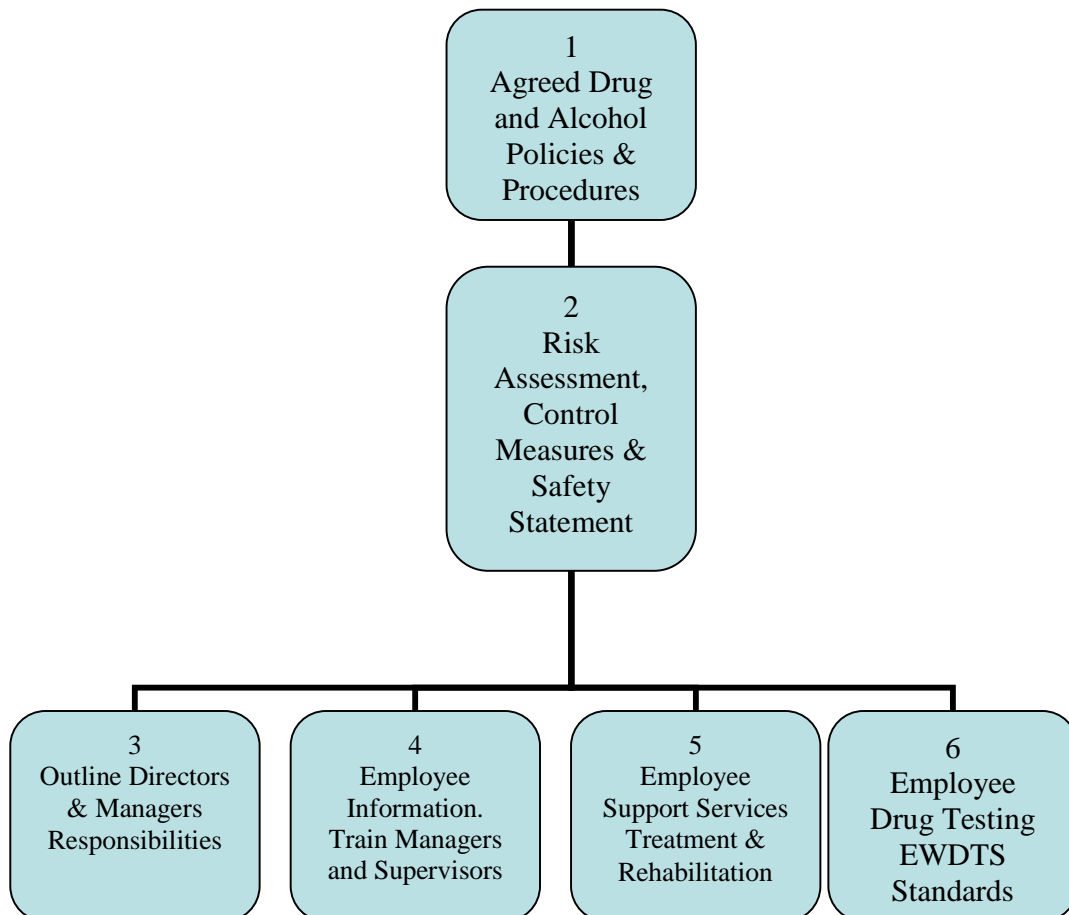 1
Agreed Drug
and Alcohol
Policies &
Procedures
2
Risk
Assessment,
Control
Measures &
Safety
Statement
3
Outline Directors
& Managers
Responsibilities
4
Employee
Information.
Train Managers
and Supervisors
5
Employee
Support Services
Treatment &
Rehabilitation
6
Employee
Drug Testing
EWDTS
Standards